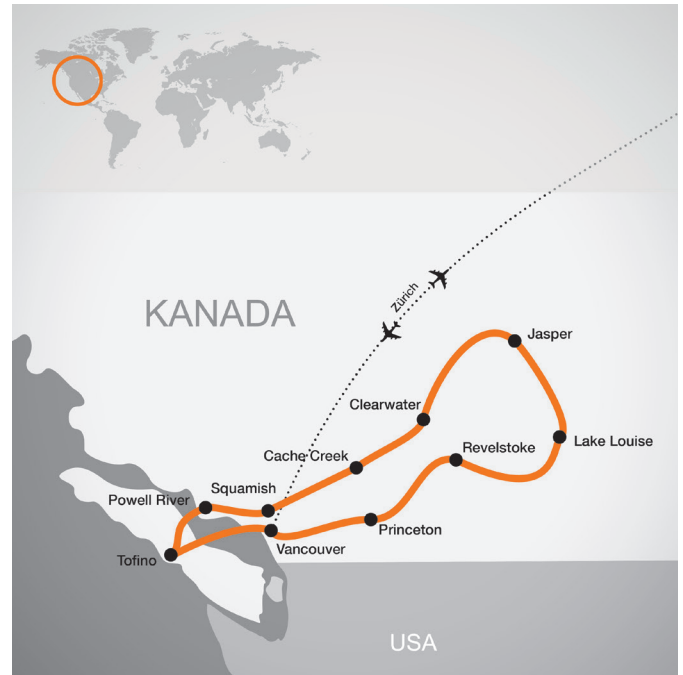 Zürich
KANADA
Jasper
Clearwater
Lake Louise
Revelstoke
Cache Creek
Squamish
Powell River
Princeton
Vancouver
Tofino
USA